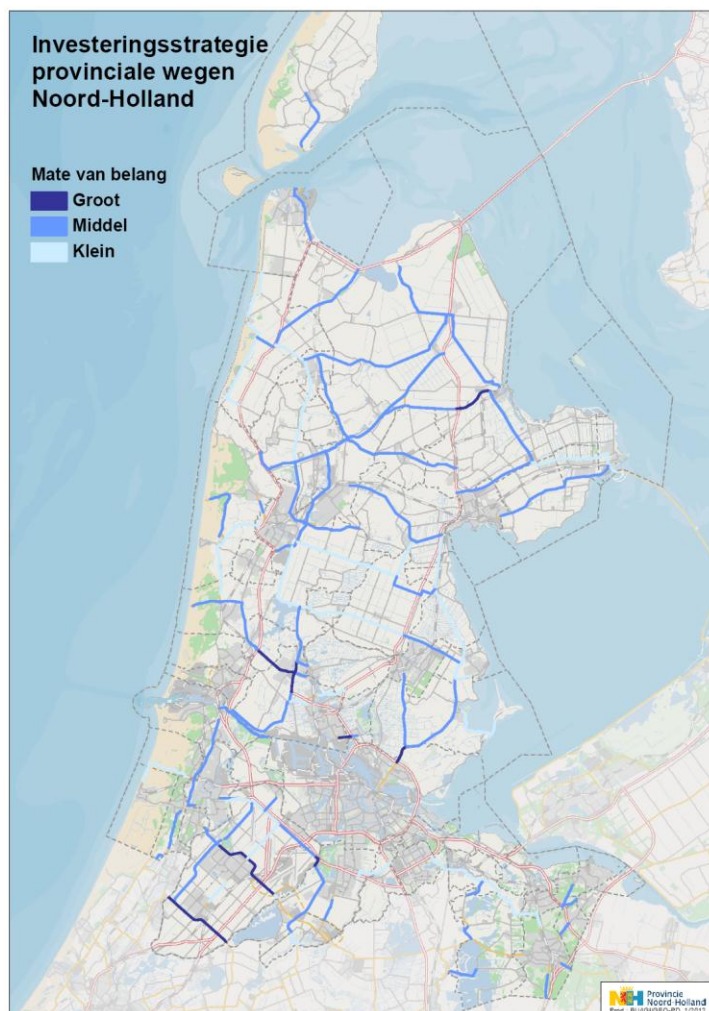 Investeringsstrategie
provinciale wegen
Noord-Holland
Mate van belang
Groot
Middel
Klein
Provincie
Noord-Holland